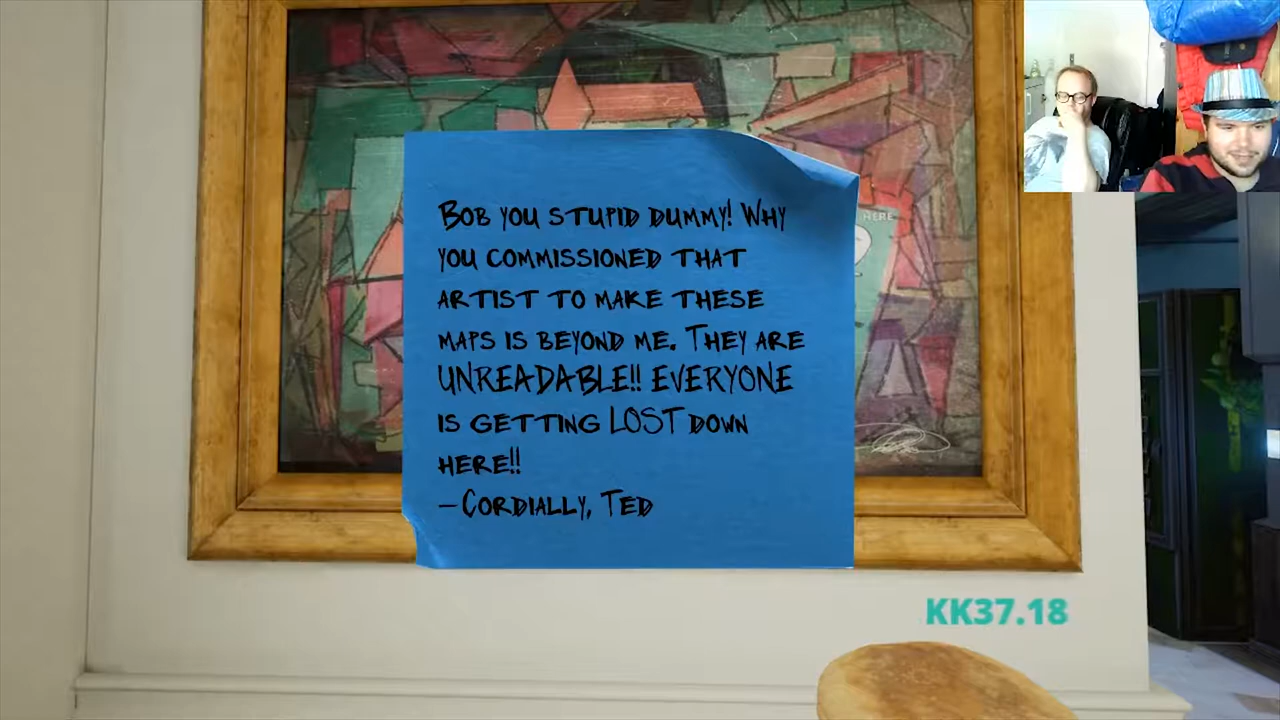 BOB YOU STUPID DUMMY! WHY
YOU COMMISSIONED THAT
ARTIST TO MAKE THESE
MAPS IS BEYOND ME. THEY ARE
UNREADABLE!! EVERYONE
IS GETTING LOST DOWN
HERE!!
–CORDIALLY, TED
HERE
KK37.18